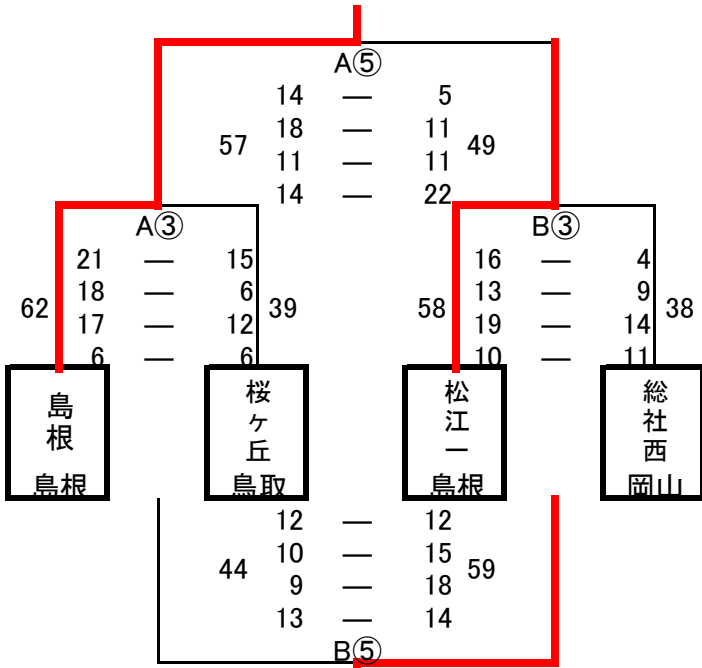 A⑤
14 — 5
18 — 11
57 49
11 — 11
14 — 22
A③ B③
21 — 15 16 — 4
18 — 6 13 — 9
62 39 58 38
17 — 12 19 — 14
6 — 6 10 — 11
島根 桜ヶ丘 松江一 総社西
島根 鳥取 島根 岡山
12 — 12
10 — 15
44 59
9 — 18
13 — 14
B⑤